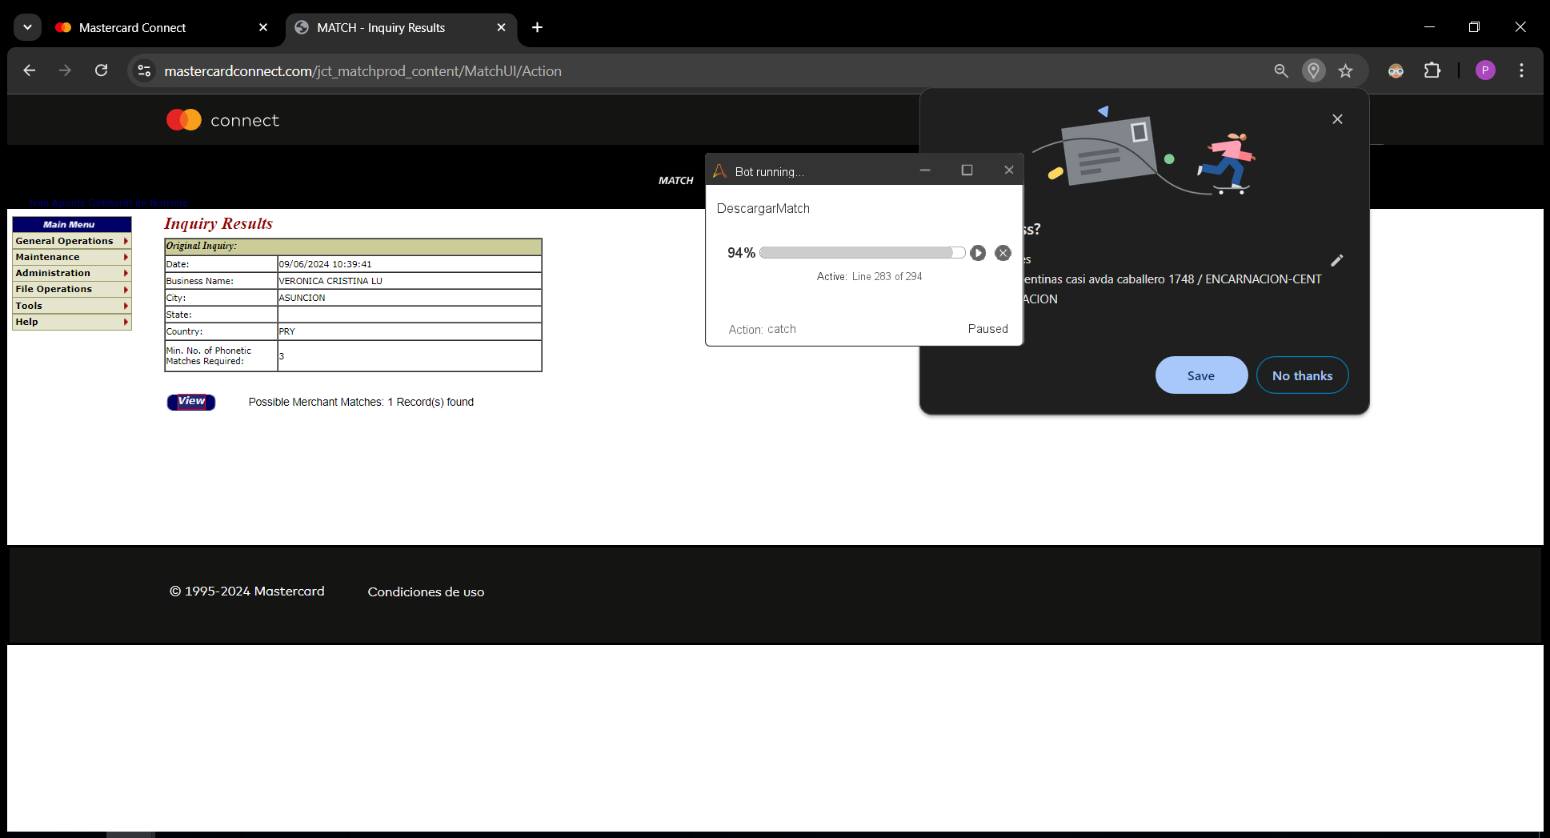 Mastercard Connect
MATCH - Inquiry Results
mastercardconnect.com/jct_matchprod_content/MatchUI/Action
P
connect
MATCH
Main Menu
General Operations
Maintenance
Administration
File Operations
Tools
Help
Inquiry Results
Original Inquiry:
Date: 09/06/2024 10:39:41
Business Name: VERONICA CRISTINA LU
City: ASUNCION
State:
Country: PRY
Min. No. of Phonetic
Matches Required: 3
View Possible Merchant Matches: 1 Record(s) found
Bot running...
DescargarMatch
94%
Active: Line 283 of 294
Action: catch Paused
ss?
es
entinas casi avda caballero 1748 / ENCARNACION-CENT
ACION
Save No thanks
© 1995-2024 Mastercard Condiciones de uso